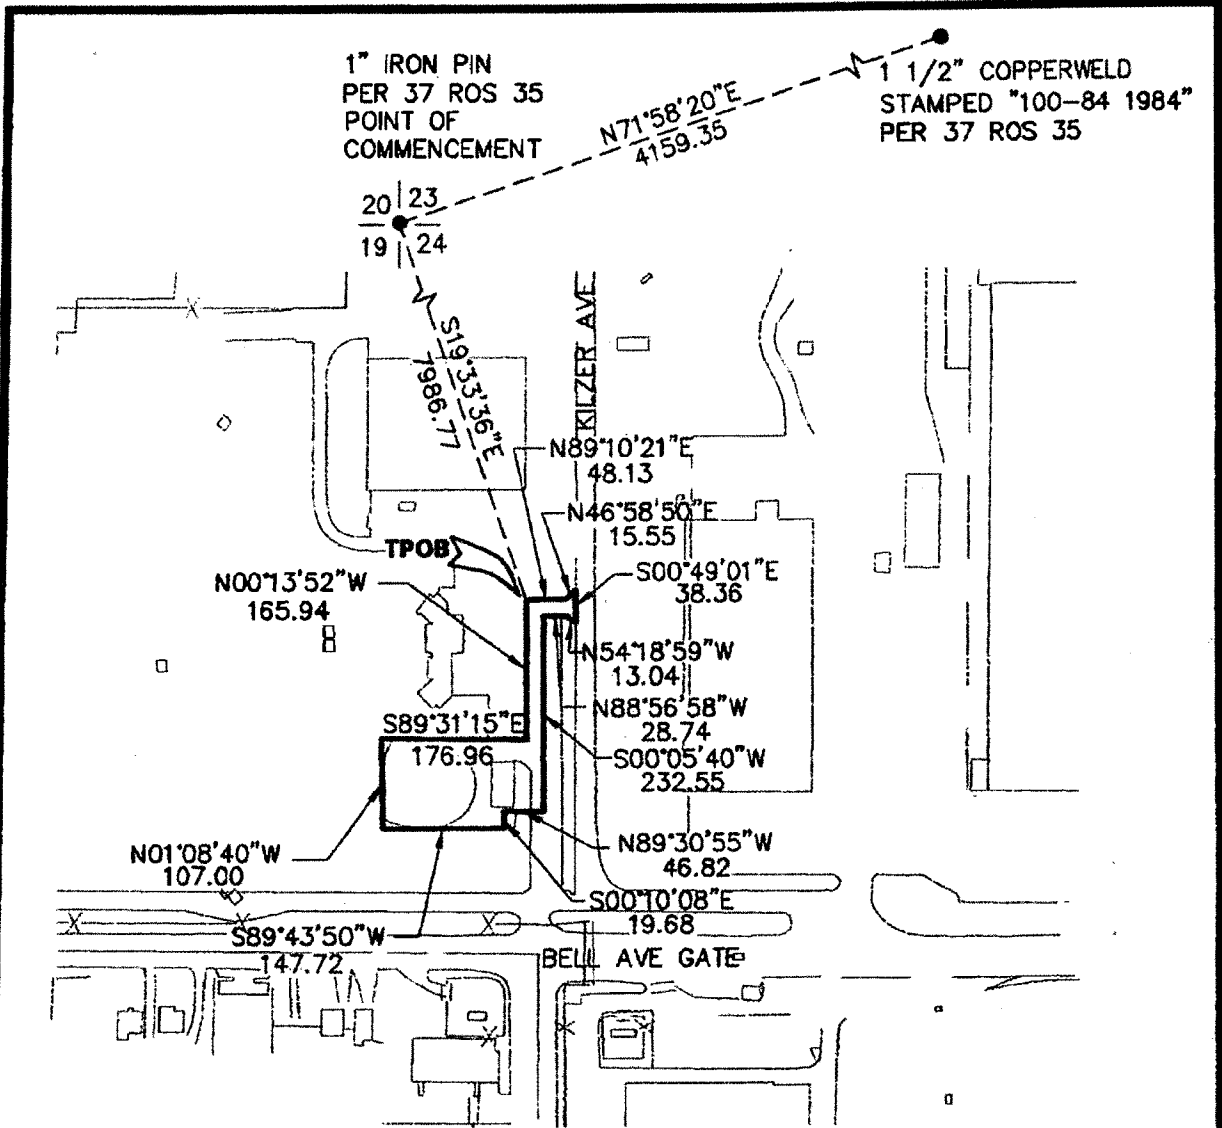 1" IRON PIN
PER 37 ROS 35
POINT OF
COMMENCEMENT
1 1/2" COPPERWELD
STAMPED "100-84 1984"
PER 37 ROS 35
N71°58'20"E
4159.35
20 23
19 24
S19°33'36"E
7986.77
KILZER AVE
N89°10'21"E
48.13
N46°58'50"E
15.55
TPOB
S00°49'01"E
38.36
N00°13'52"W
165.94
N54°18'59"W
13.04
N88°56'58"W
28.74
S89°31'15"E
176.96
S00°05'40"W
232.55
N89°30'55"W
46.82
N01°08'40"W
107.00
S00°10'08"E
19.68
S89°43'50"W
147.72
BELL AVE GATE